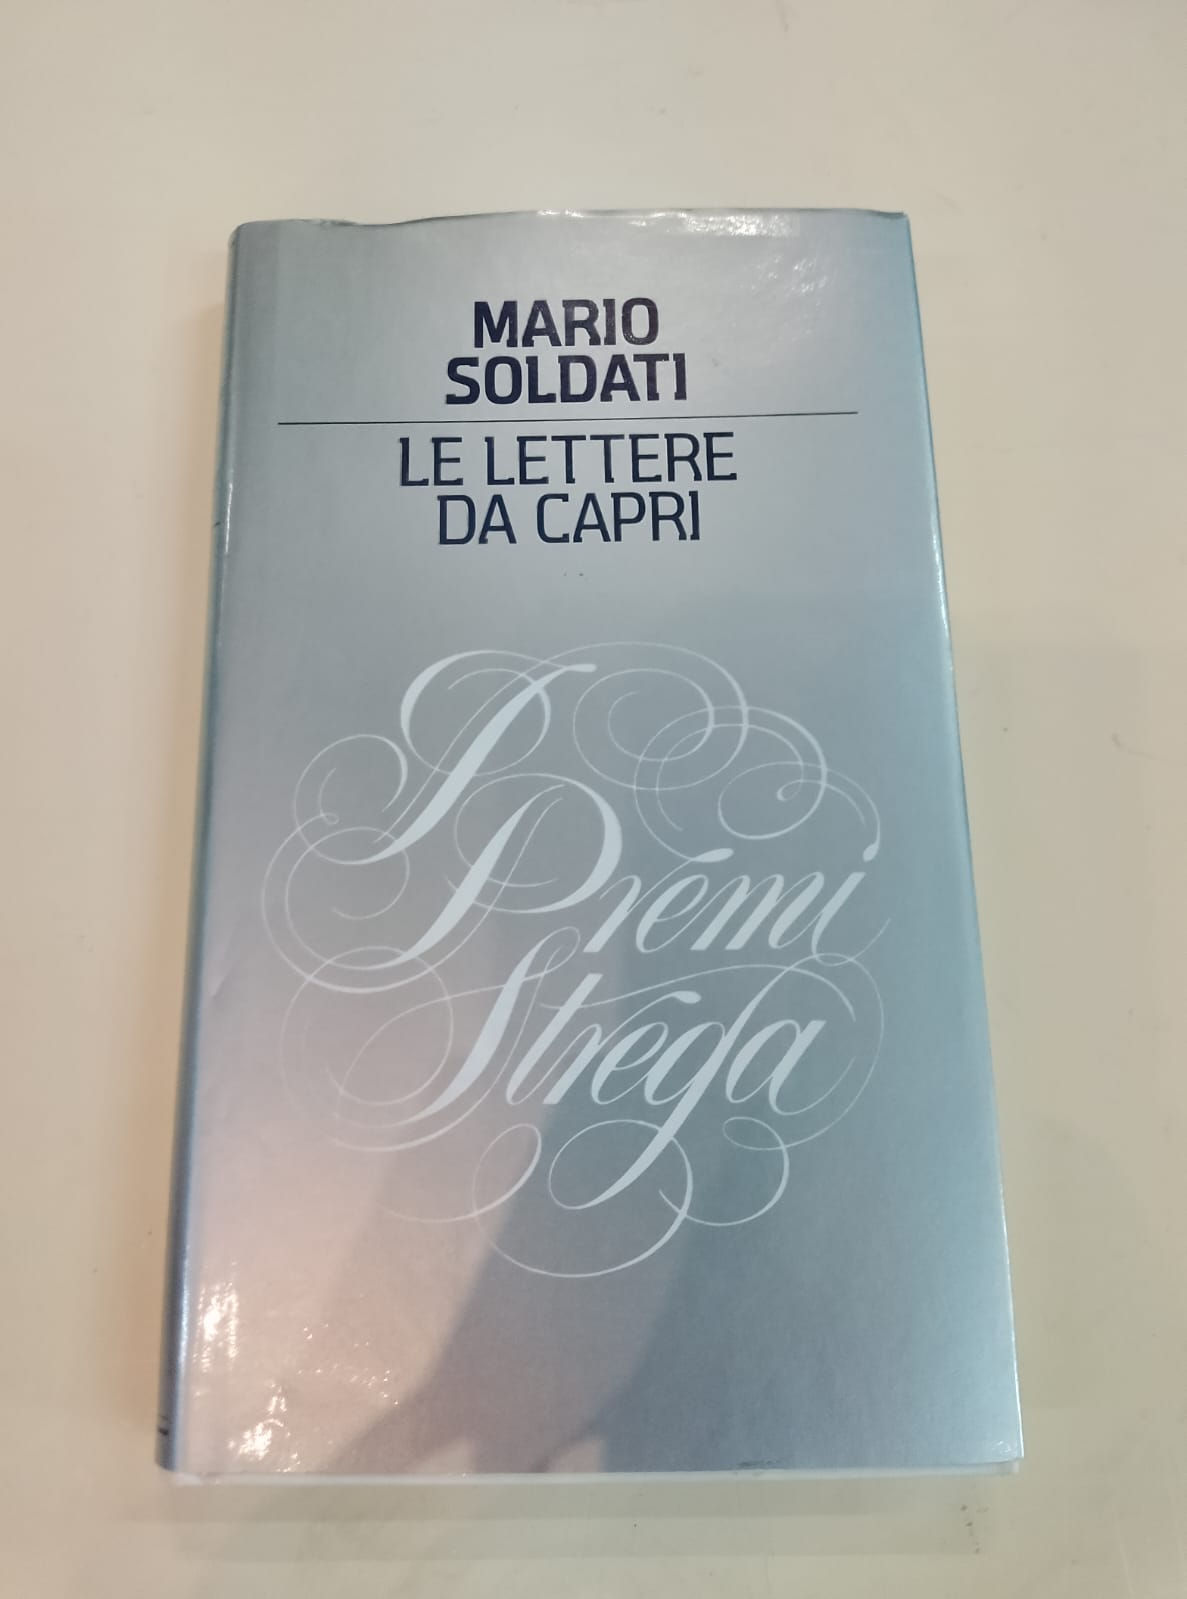 MARIO
SOLDATI
LE LETTERE
DA CAPRI
I
Premi
Strega